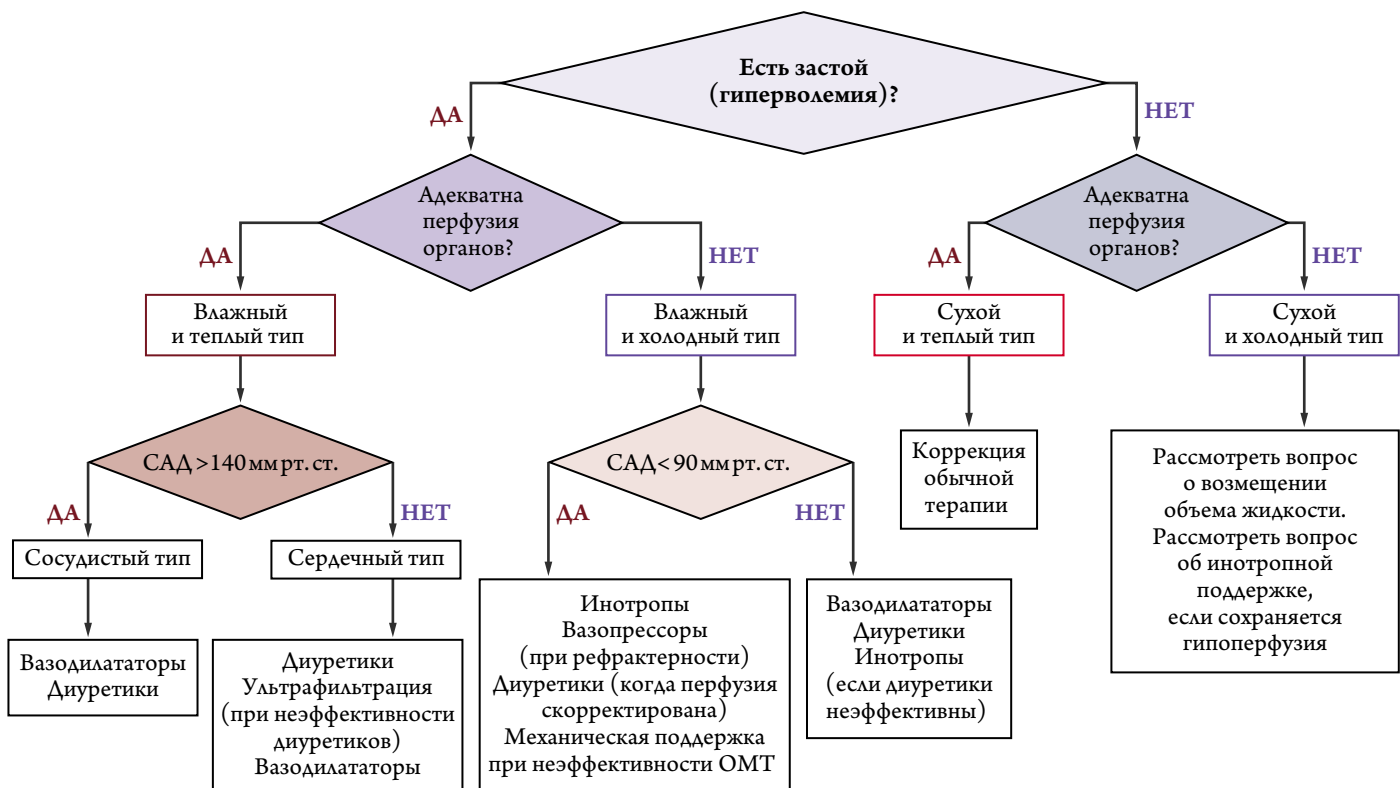 Есть застой
(гиперволемия)?
ДА
НЕТ
Адекватна
перфузия
органов?
Адекватна
перфузия
органов?
ДА
НЕТ
ДА
НЕТ
Влажный
и теплый тип
Влажный
и холодный тип
Сухой
и теплый тип
Сухой
и холодный тип
САД >140 мм рт. ст.
САД < 90 мм рт. ст.
Коррекция
обычной
терапии
Рассмотреть вопрос
о возмещении
объема жидкости.
Рассмотреть вопрос
об инотропной
поддержке,
если сохраняется
гипоперфузия
ДА
НЕТ
ДА
НЕТ
Сосудистый тип
Сердечный тип
Вазодилататоры
Диуретики
Диуретики
Ультрафильтрация
(при неэффективности
диуретиков)
Вазодилататоры
Инотропы
Вазопрессоры
(при рефрактерности)
Диуретики (когда перфузия
скорректирована)
Механическая поддержка
при неэффективности ОМТ
Вазодилататоры
Диуретики
Инотропы
(если диуретики
неэффективны)